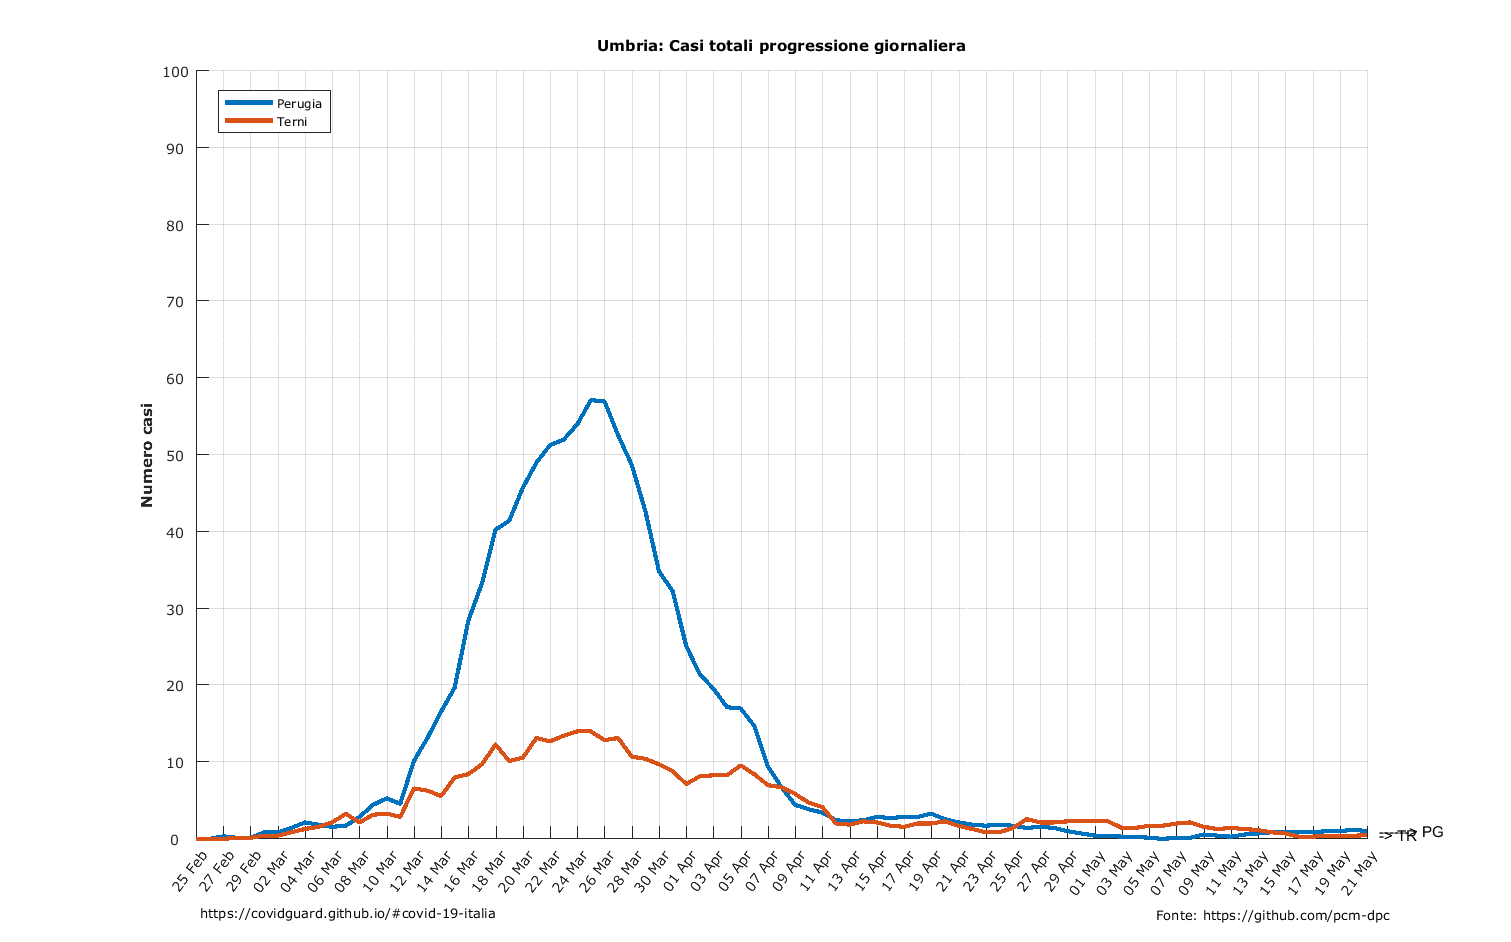 Umbria: Casi totali progressione giornaliera
100
90
80
70
60
50
40
30
20
10
0
Numero casi
Perugia
Terni
25 Feb
27 Feb
29 Feb
02 Mar
04 Mar
06 Mar
08 Mar
10 Mar
12 Mar
14 Mar
16 Mar
18 Mar
20 Mar
22 Mar
24 Mar
26 Mar
28 Mar
30 Mar
01 Apr
03 Apr
05 Apr
07 Apr
09 Apr
11 Apr
13 Apr
15 Apr
17 Apr
19 Apr
21 Apr
23 Apr
25 Apr
27 Apr
29 Apr
01 May
03 May
05 May
07 May
09 May
11 May
13 May
15 May
17 May
19 May
21 May
----> PG
-> TR
https://covidguard.github.io/#covid-19-italia
Fonte: https://github.com/pcm-dpc